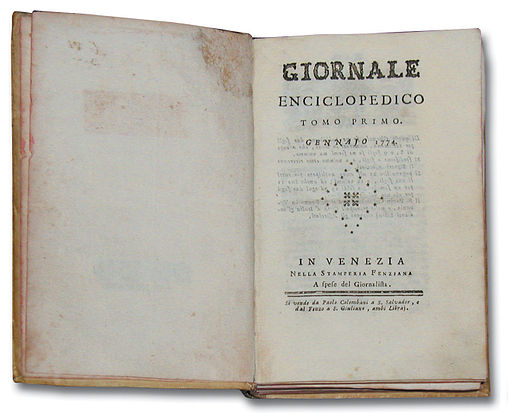 GIORNALE
ENCICLOPEDICO
TOMO PRIMO.
GENNAJO 1774.
IN VENEZIA
NELLA STAMPERIA FENZIANA
A ſpeſe del Giornaliſta.
Si vende da Paolo Colombani a S. Salvador, e
dal Fenzo a S. Giuliano, ambi Libraj.